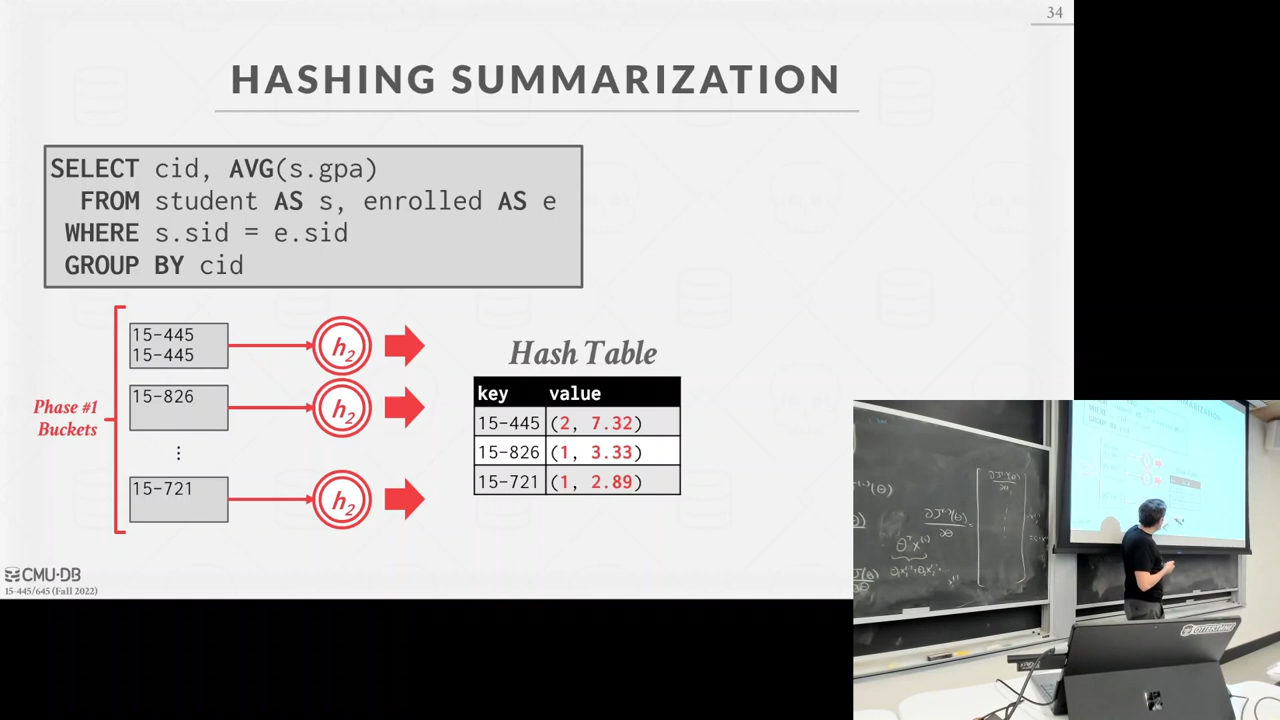 34
HASHING SUMMARIZATION
SELECT cid, AVG(s.gpa)
FROM student AS s, enrolled AS e
WHERE s.sid = e.sid
GROUP BY cid
Phase #1
Buckets
15-445
15-445
h2
15-826
h2
⋮
15-721
h2
Hash Table
key value
15-445 (2, 7.32)
15-826 (1, 3.33)
15-721 (1, 2.89)
CMU·DB
15-445/645 (Fall 2022)
OTTERTUNE